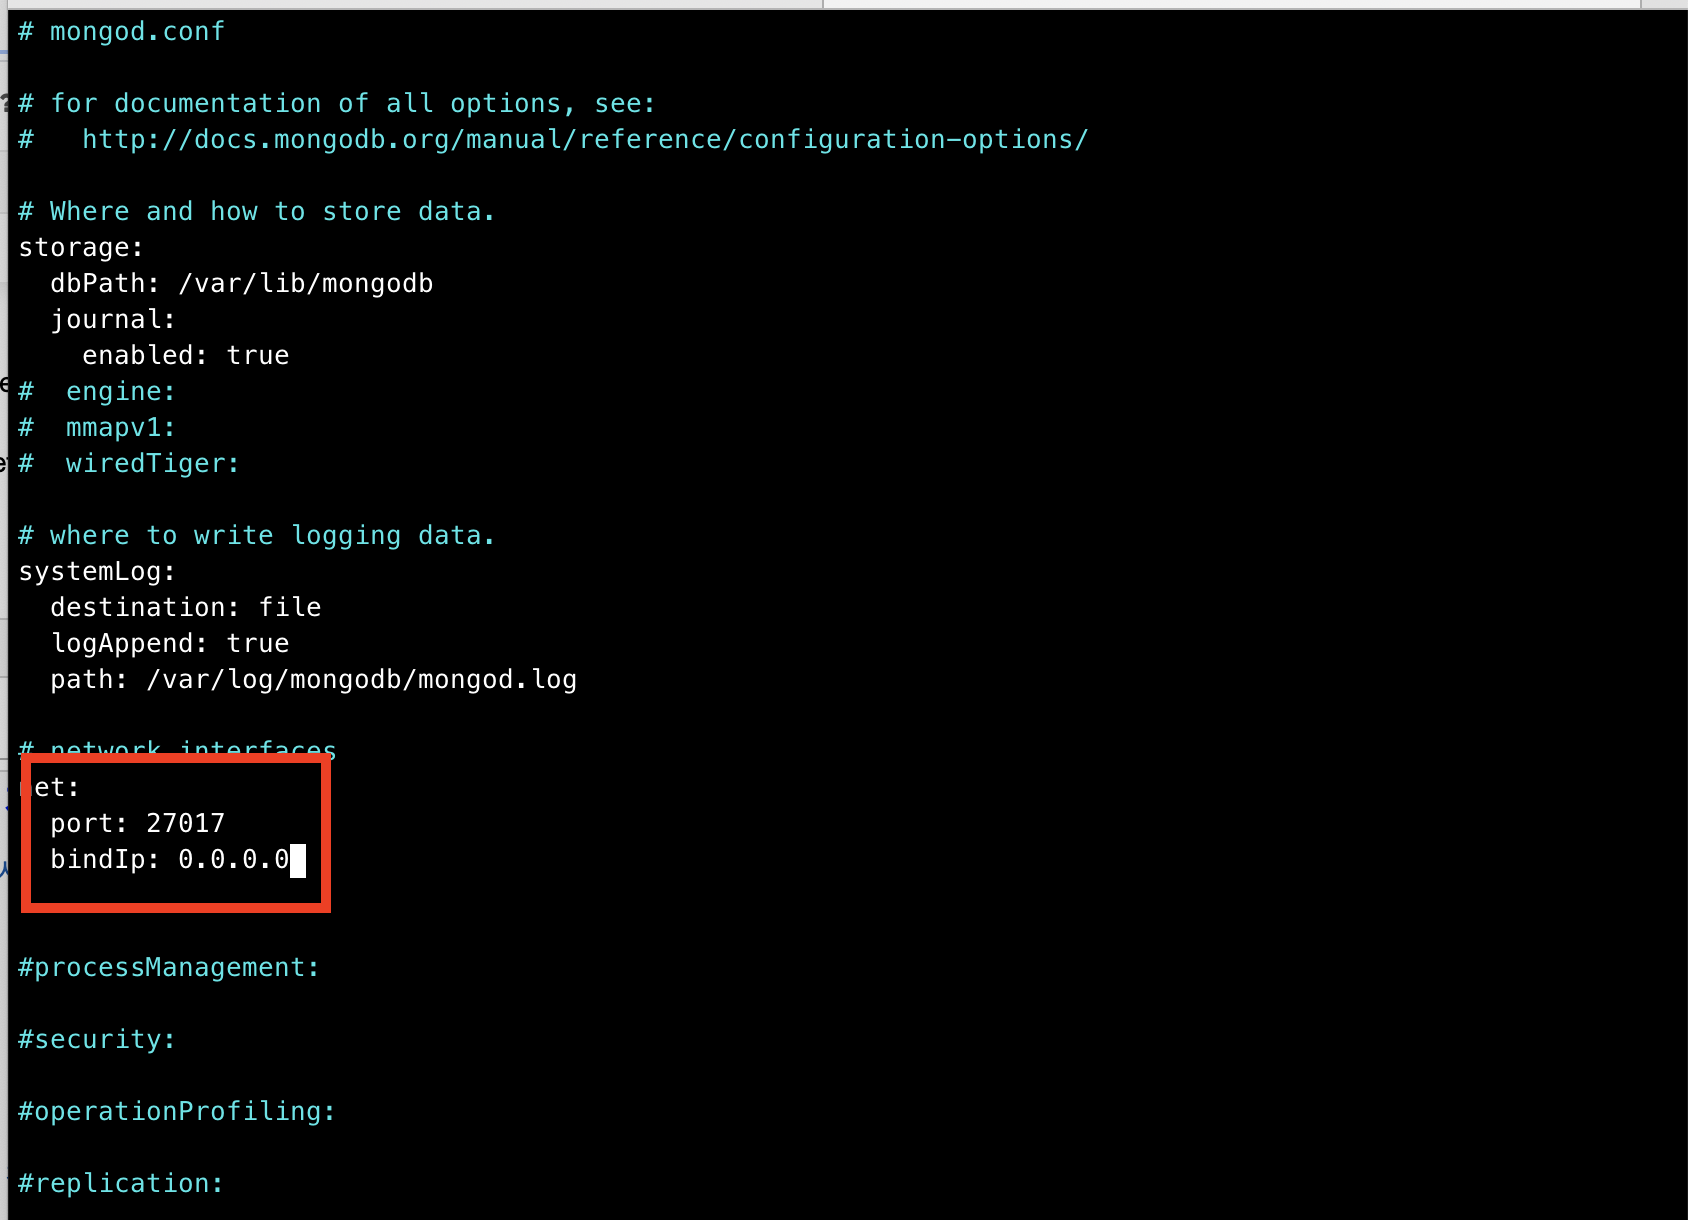 # mongod.conf
# for documentation of all options, see:
#   http://docs.mongodb.org/manual/reference/configuration-options/
# Where and how to store data.
storage:
  dbPath: /var/lib/mongodb
  journal:
    enabled: true
#  engine:
#  mmapv1:
#  wiredTiger:
# where to write logging data.
systemLog:
  destination: file
  logAppend: true
  path: /var/log/mongodb/mongod.log
# network interfaces
net:
  port: 27017
  bindIp: 0.0.0.0
#processManagement:
#security:
#operationProfiling:
#replication: